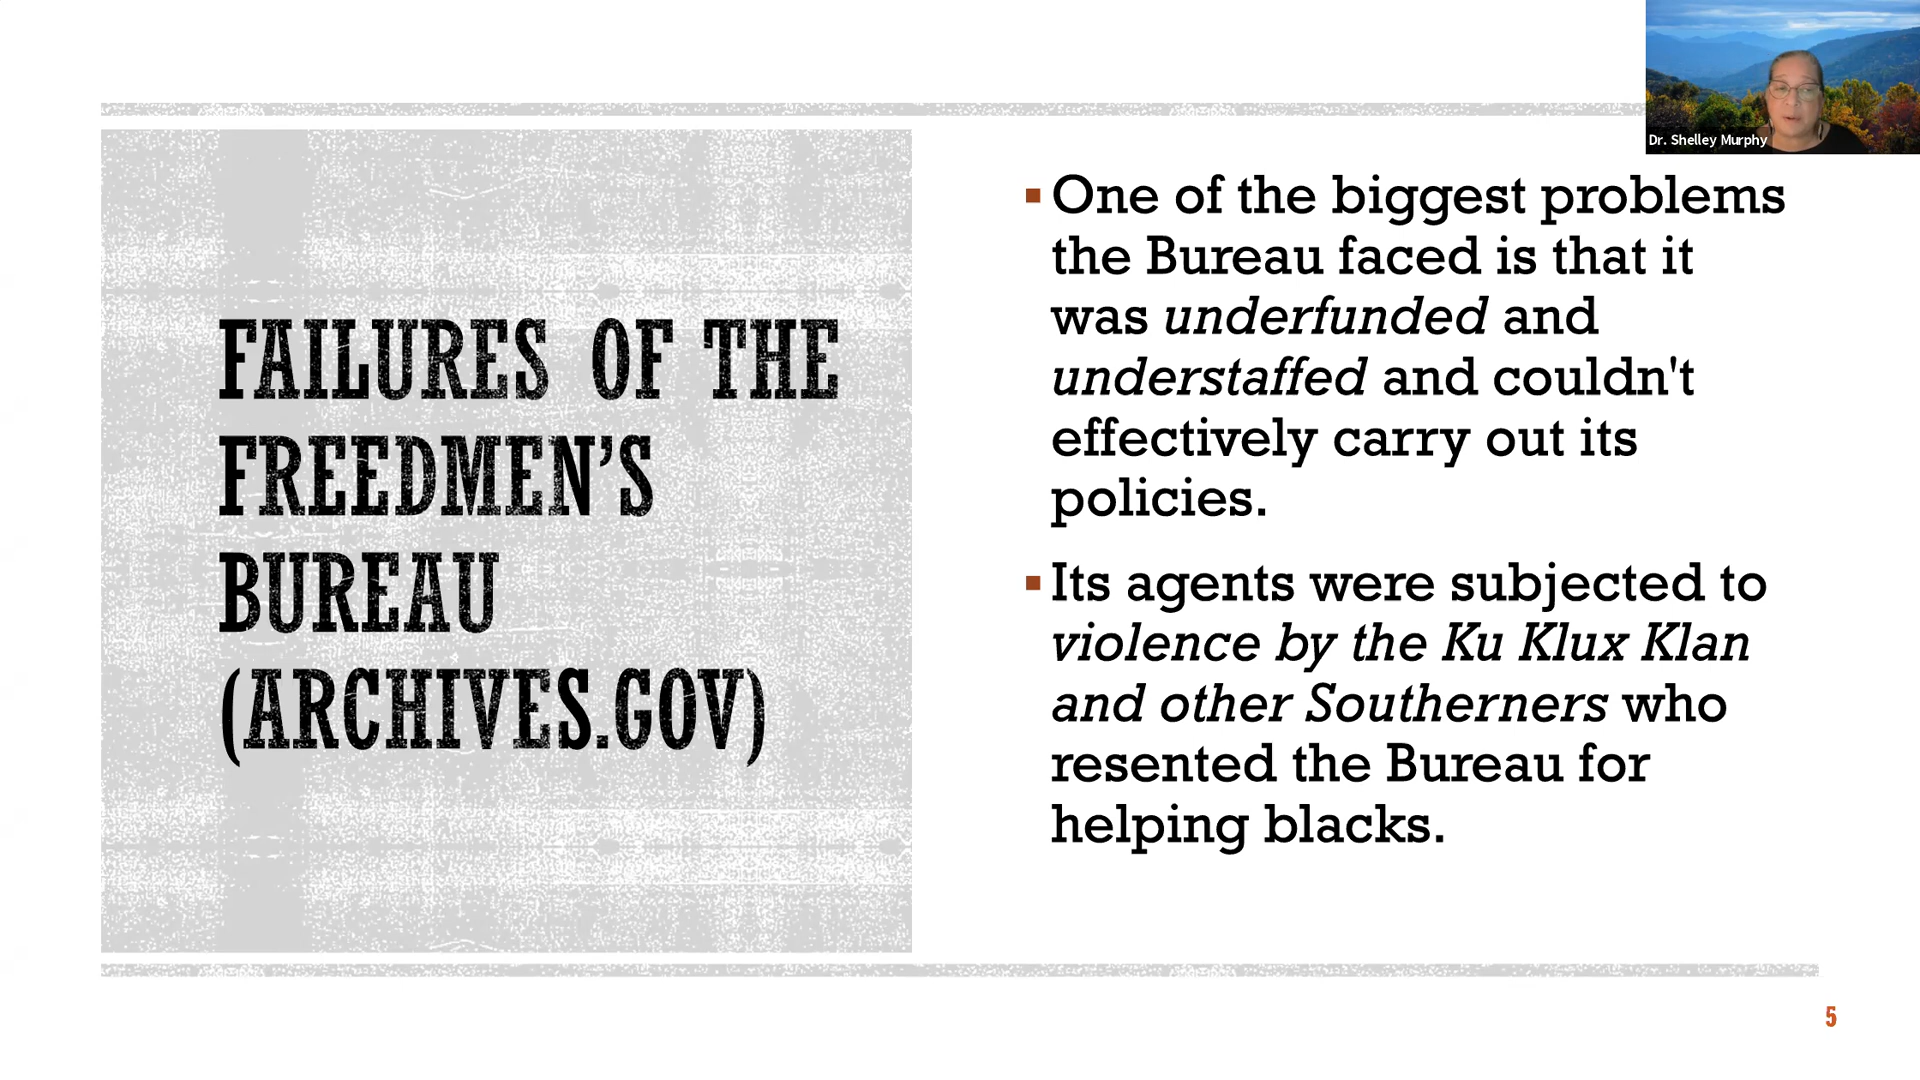 Dr. Shelley Murphy
FAILURES OF THE
FREEDMEN’S
BUREAU
(ARCHIVES.GOV)
▪One of the biggest problems
the Bureau faced is that it
was underfunded and
understaffed and couldn't
effectively carry out its
policies.
▪Its agents were subjected to
violence by the Ku Klux Klan
and other Southerners who
resented the Bureau for
helping blacks.
5